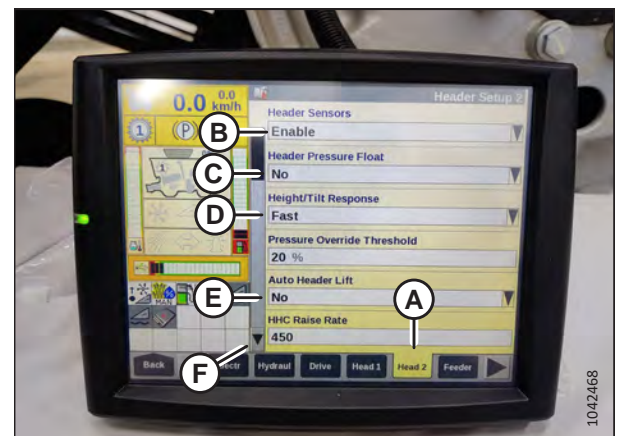 0.0 0.0 km/h
Header Setup 2
1
P
Header Sensors
B
Enable
Header Pressure Float
1
C
No
Height/Tilt Response
D
Fast
Pressure Override Threshold
20 %
Auto Header Lift
E
No
A
MAN
HHC Raise Rate
450
F
Back
Hydraul
Drive
Head 1
Head 2
Feeder
1042468